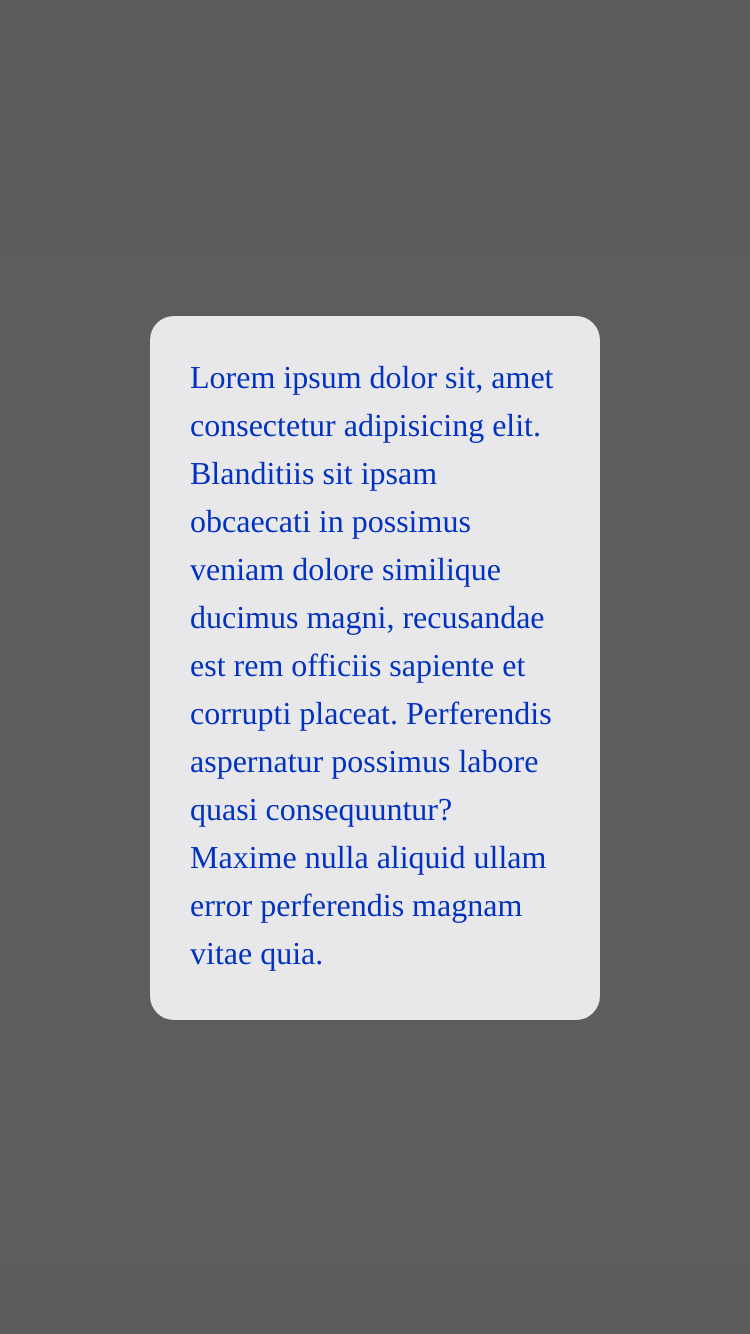 Lorem ipsum dolor sit, amet
consectetur adipisicing elit.
Blanditiis sit ipsam
obcaecati in possimus
veniam dolore similique
ducimus magni, recusandae
est rem officiis sapiente et
corrupti placeat. Perferendis
aspernatur possimus labore
quasi consequuntur?
Maxime nulla aliquid ullam
error perferendis magnam
vitae quia.